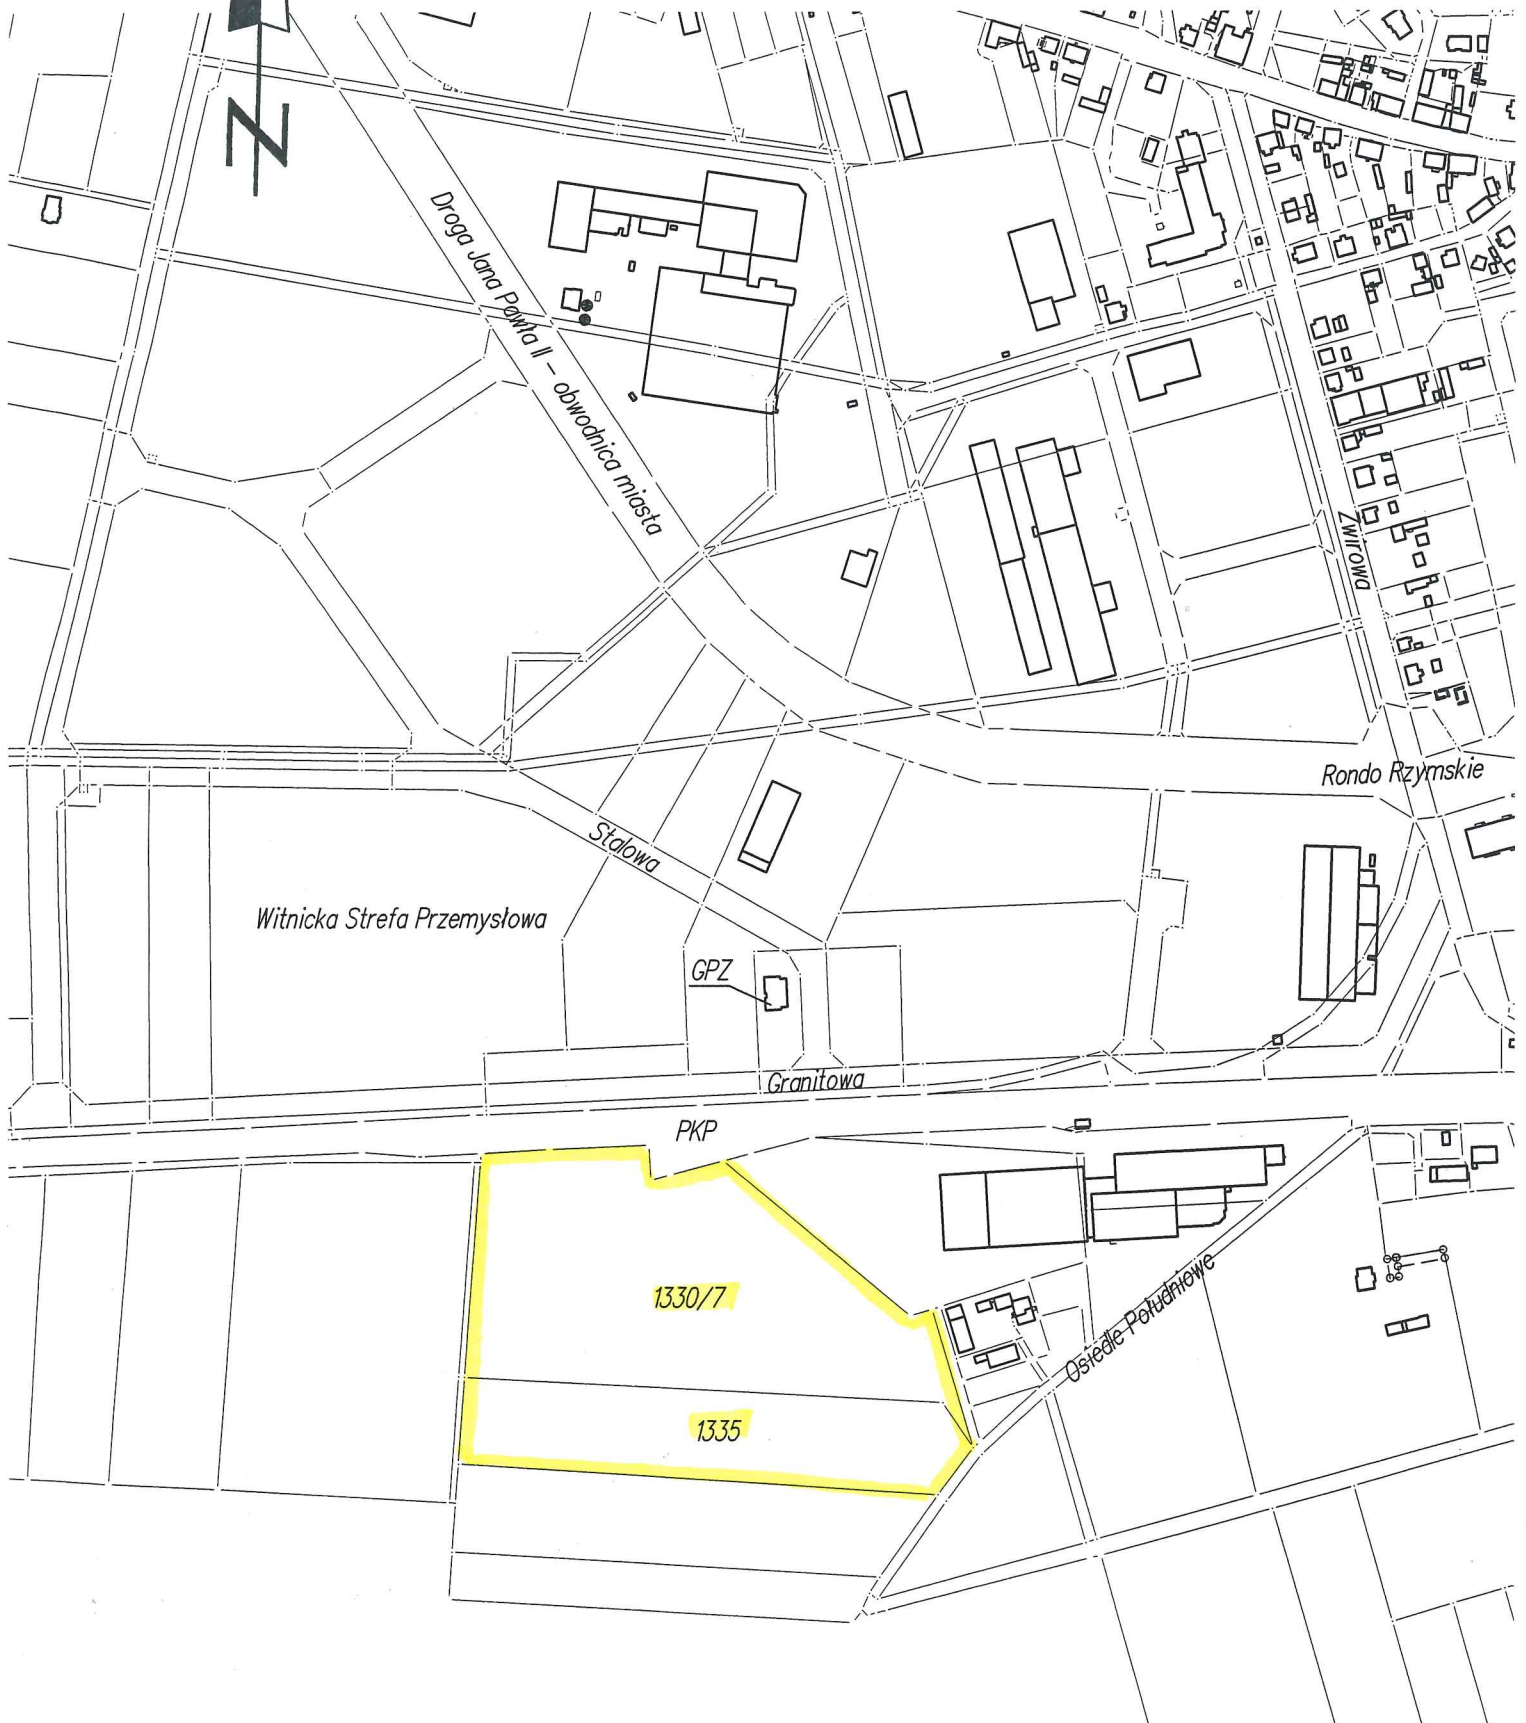 N
Droga Jana Pawła II - obwodnica miasta
Żwirowa
Rondo Rzymskie
Stalowa
Witnicka Strefa Przemysłowa
GPZ
Granitowa
PKP
1330/7
Osiedle Południowe
1335